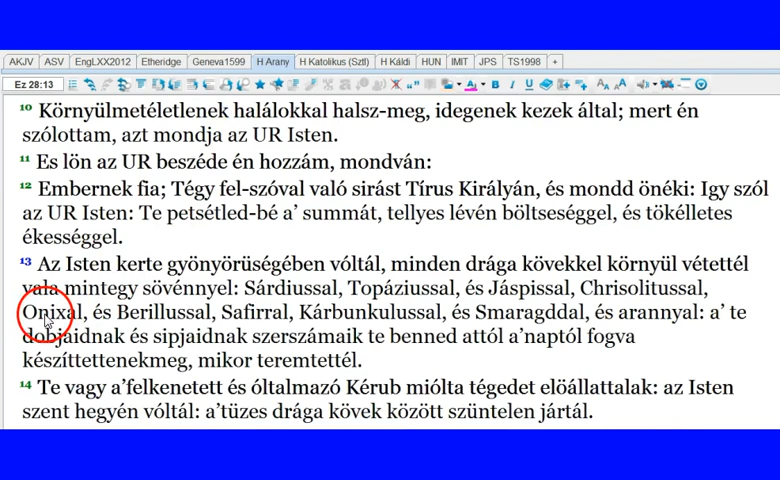 AKJV ASV EngLXX2012 Etheridge Geneva1599 H Arany H Katolikus (SztI) H Káldi HUN IMIT JPS TS1998 +
Ez 28:13
10 Környülmetéletlenek halálokkal halsz-meg, idegenek kezek által; mert én
szólottam, azt mondja az UR Isten.
11 Es lön az UR beszéde én hozzám, mondván:
12 Embernek fia; Tégy fel-szóval való sirást Tírus Királyán, és mondd önéki: Igy szól
az UR Isten: Te petsétled-bé a' summát, tellyes lévén böltseséggel, és tökélletes
ékességgel.
13 Az Isten kerte gyönyörüségében vóltál, minden drága kövekkel környül vétettél
vala mintegy sövénnyel: Sárdiussal, Topáziussal, és Jáspissal, Chrisolitussal,
Onixal, és Berillussal, Safirral, Kárbunkulussal, és Smaragddal, és arannyal: a' te
dobjaidnak és sipjaidnak szerszámaik te benned attól a'naptól fogva
készíttettenekmeg, mikor teremtettél.
14 Te vagy a'felkenetett és óltalmazó Kérub miólta tégedet elöállattalak: az Isten
szent hegyén vóltál: a'tüzes drága kövek között szüntelen jártál.